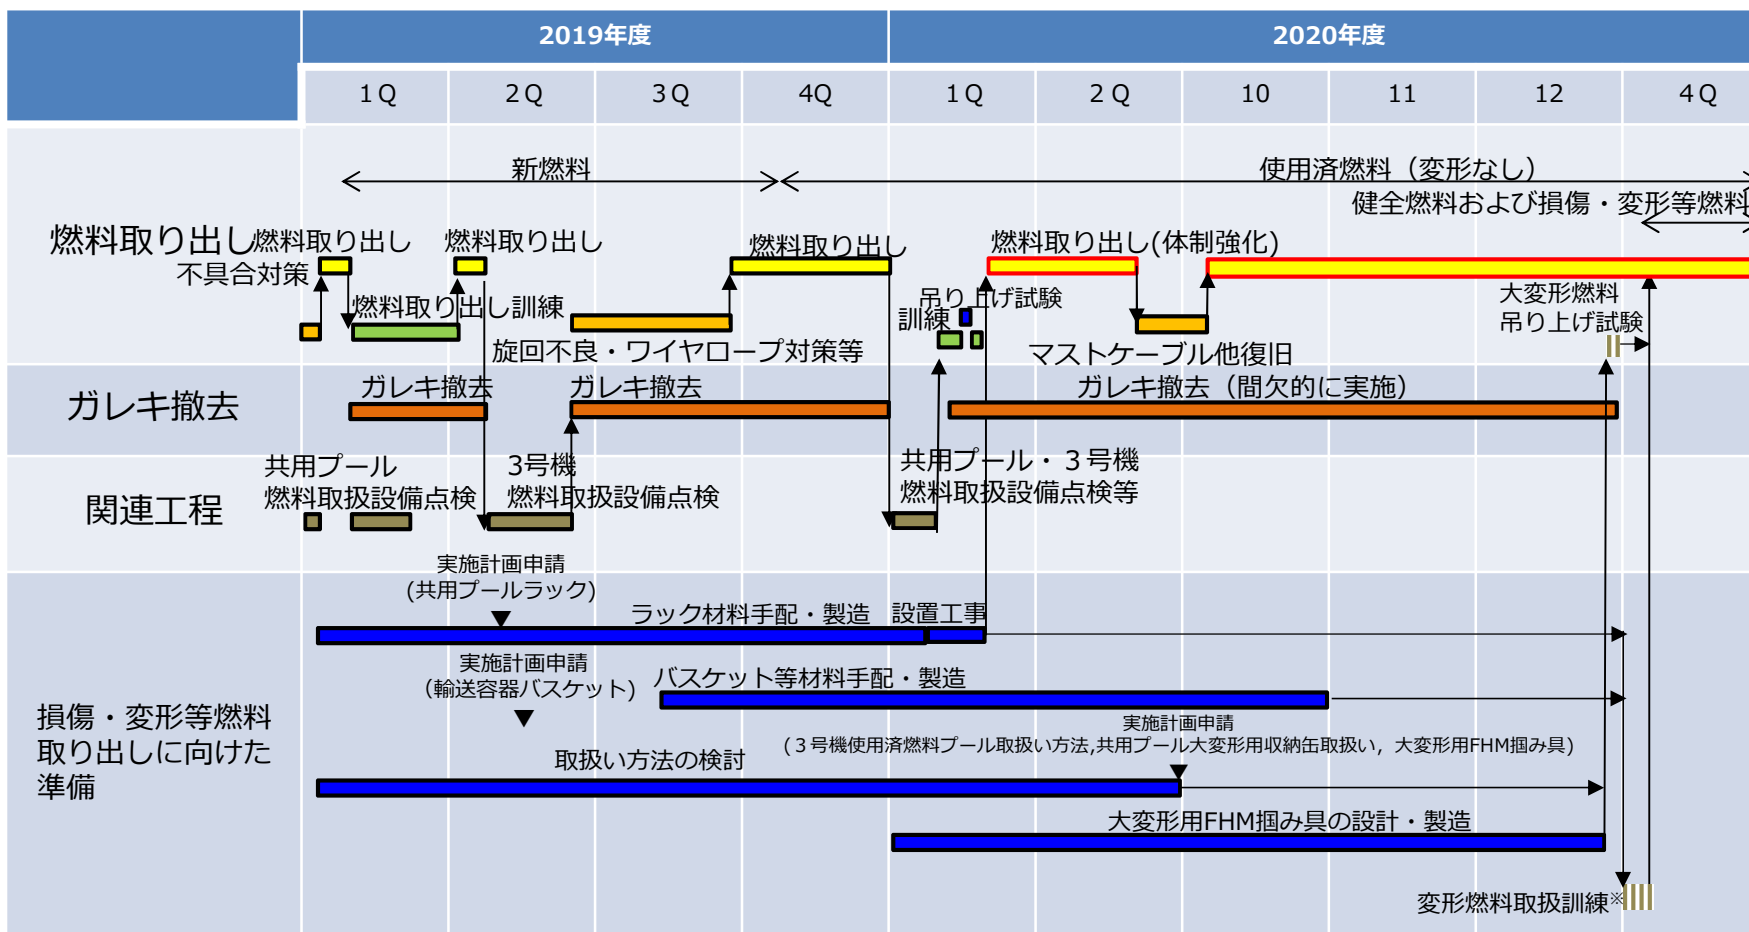 2019年度
2020年度
1Q
2Q
3Q
4Q
1Q
2Q
10
11
12
4Q
新燃料
使用済燃料（変形なし）
健全燃料および損傷・変形等燃料
燃料取り出し
燃料取り出し
燃料取り出し
燃料取り出し
燃料取り出し(体制強化)
不具合対策
燃料取り出し訓練
吊り上げ試験
訓練
大変形燃料
吊り上げ試験
旋回不良・ワイヤロープ対策等
マストケーブル他復旧
ガレキ撤去
ガレキ撤去
ガレキ撤去
ガレキ撤去（間欠的に実施）
関連工程
共用プール
燃料取扱設備点検
3号機
燃料取扱設備点検
共用プール・３号機
燃料取扱設備点検等
実施計画申請
(共用プールラック)
ラック材料手配・製造
設置工事
実施計画申請
（輸送容器バスケット）
バスケット等材料手配・製造
実施計画申請
(３号機使用済燃料プール取扱い方法,共用プール大変形用収納缶取扱い，大変形用FHM掴み具)
損傷・変形等燃料
取り出しに向けた
準備
取扱い方法の検討
大変形用FHM掴み具の設計・製造
変形燃料取扱訓練※